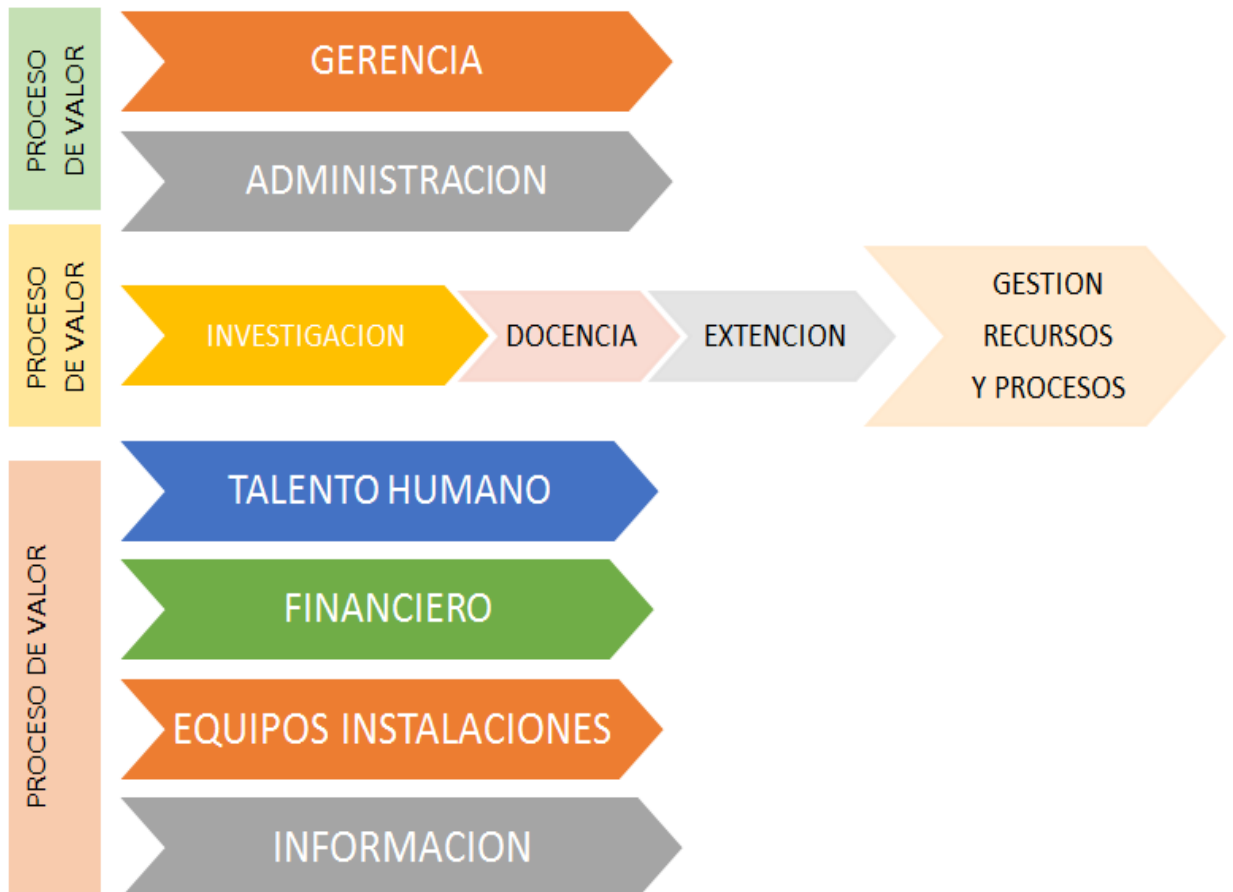 PROCESO
DE VALOR
GERENCIA
ADMINISTRACION
PROCESO
DE VALOR
INVESTIGACION
DOCENCIA
EXTENCION
GESTION
RECURSOS
Y PROCESOS
PROCESO DE VALOR
TALENTO HUMANO
FINANCIERO
EQUIPOS INSTALACIONES
INFORMACION